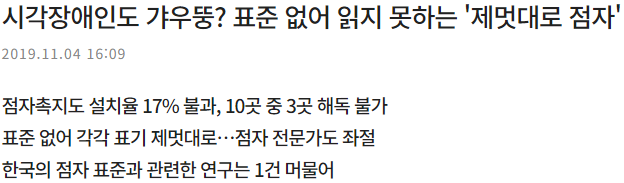 시각장애인도 갸우뚱? 표준 없어 읽지 못하는 '제멋대로 점자'
2019.11.04 16:09
점자촉지도 설치율 17% 불과, 10곳 중 3곳 해독 불가
표준 없어 각각 표기 제멋대로…점자 전문가도 좌절
한국의 점자 표준과 관련한 연구는 1건 머물어